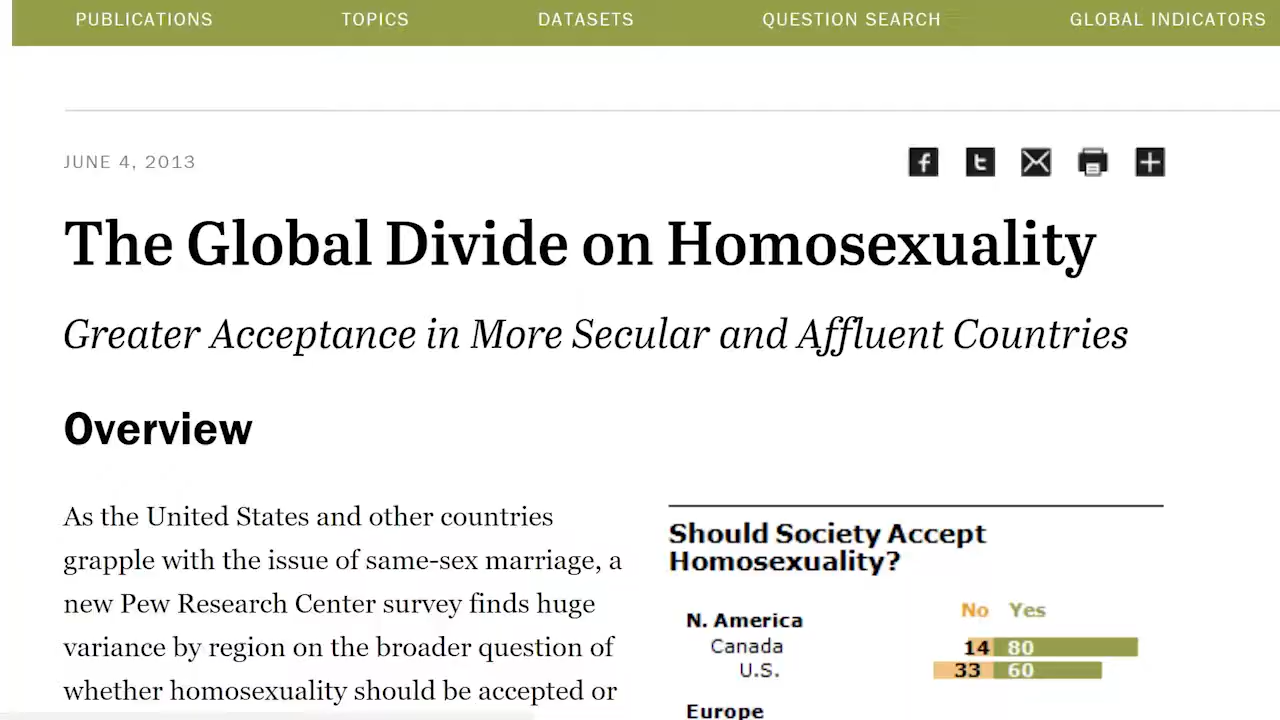 PUBLICATIONS TOPICS DATASETS QUESTION SEARCH GLOBAL INDICATORS
JUNE 4, 2013
The Global Divide on Homosexuality
Greater Acceptance in More Secular and Affluent Countries
Overview
As the United States and other countries
grapple with the issue of same-sex marriage, a
new Pew Research Center survey finds huge
variance by region on the broader question of
whether homosexuality should be accepted or
Should Society Accept
Homosexuality?
No Yes
N. America
Canada 14 80
U.S. 33 60
Europe